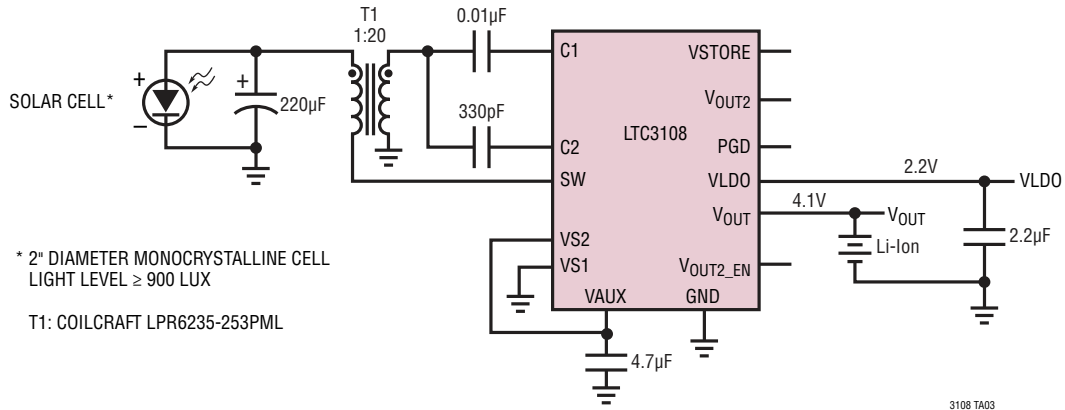 T1
1:20
0.01µF
330pF
SOLAR CELL*
+
–
+
220µF
C1
C2
SW
VS2
VS1
VAUX
GND
LTC3108
VSTORE
VOUT2
PGD
VLDO
VOUT
VOUT2_EN
2.2V
VLDO
4.1V
VOUT
Li-Ion
2.2µF
4.7µF
* 2" DIAMETER MONOCRYSTALLINE CELL
LIGHT LEVEL ≥ 900 LUX
T1: COILCRAFT LPR6235-253PML
3108 TA03